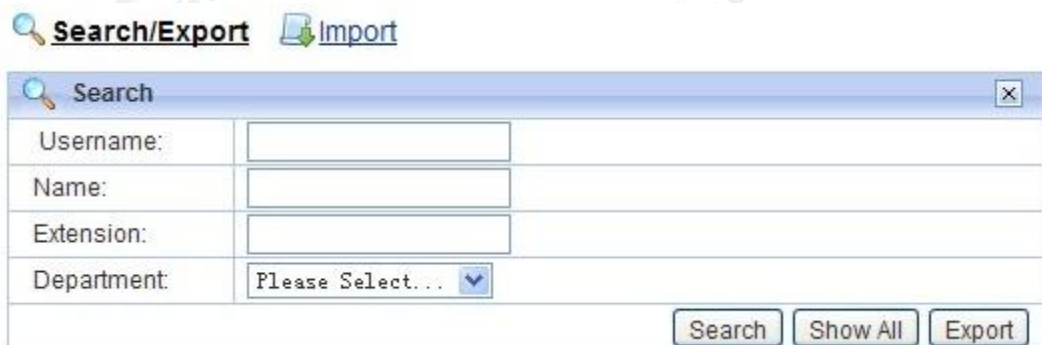 Search/Export Import
Search
Username:
Name:
Extension:
Department: Please Select...
Search Show All Export